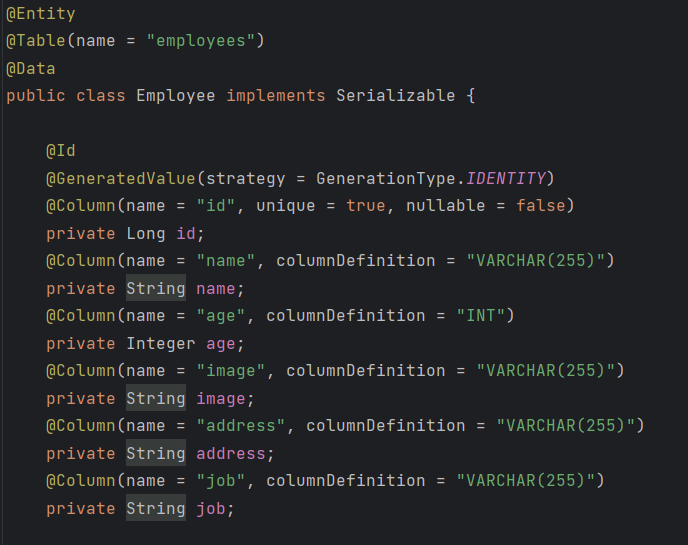 @Entity
@Table(name = "employees")
@Data
public class Employee implements Serializable {
@Id
@GeneratedValue(strategy = GenerationType.IDENTITY)
@Column(name = "id", unique = true, nullable = false)
private Long id;
@Column(name = "name", columnDefinition = "VARCHAR(255)")
private String name;
@Column(name = "age", columnDefinition = "INT")
private Integer age;
@Column(name = "image", columnDefinition = "VARCHAR(255)")
private String image;
@Column(name = "address", columnDefinition = "VARCHAR(255)")
private String address;
@Column(name = "job", columnDefinition = "VARCHAR(255)")
private String job;